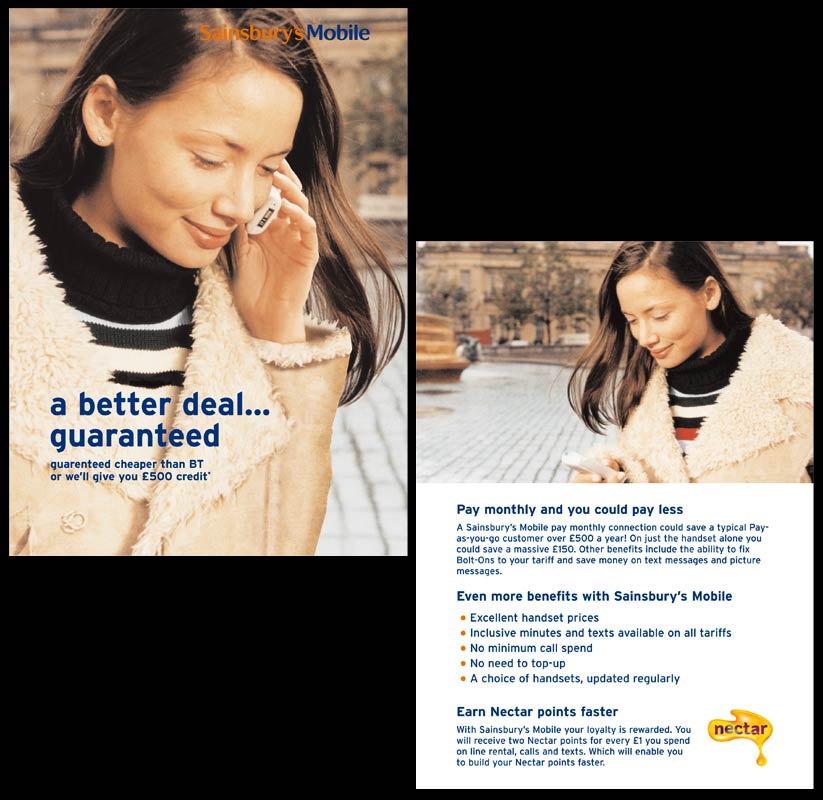 Sainsbury's Mobile
a better deal...
guaranteed
guarenteed cheaper than BT
or we'll give you £500 credit*
Pay monthly and you could pay less
A Sainsbury's Mobile pay monthly connection could save a typical Pay-
as-you-go customer over £500 a year! On just the handset alone you
could save a massive £150. Other benefits include the ability to fix
Bolt-Ons to your tariff and save money on text messages and picture
messages.
Even more benefits with Sainsbury's Mobile
• Excellent handset prices
• Inclusive minutes and texts available on all tariffs
• No minimum call spend
• No need to top-up
• A choice of handsets, updated regularly
Earn Nectar points faster
With Sainsbury's Mobile your loyalty is rewarded. You
will receive two Nectar points for every £1 you spend
on line rental, calls and texts. Which will enable you
to build your Nectar points faster.
nectar